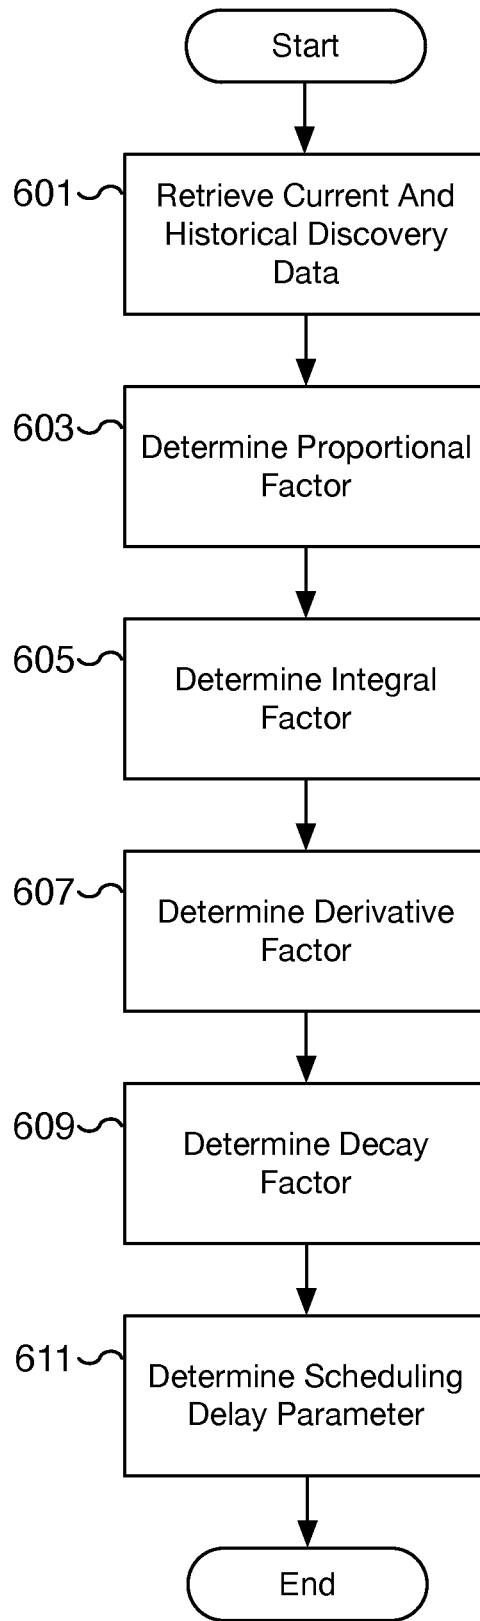 Start
601
Retrieve Current And
Historical Discovery
Data
603
Determine Proportional
Factor
605
Determine Integral
Factor
607
Determine Derivative
Factor
609
Determine Decay
Factor
611
Determine Scheduling
Delay Parameter
End